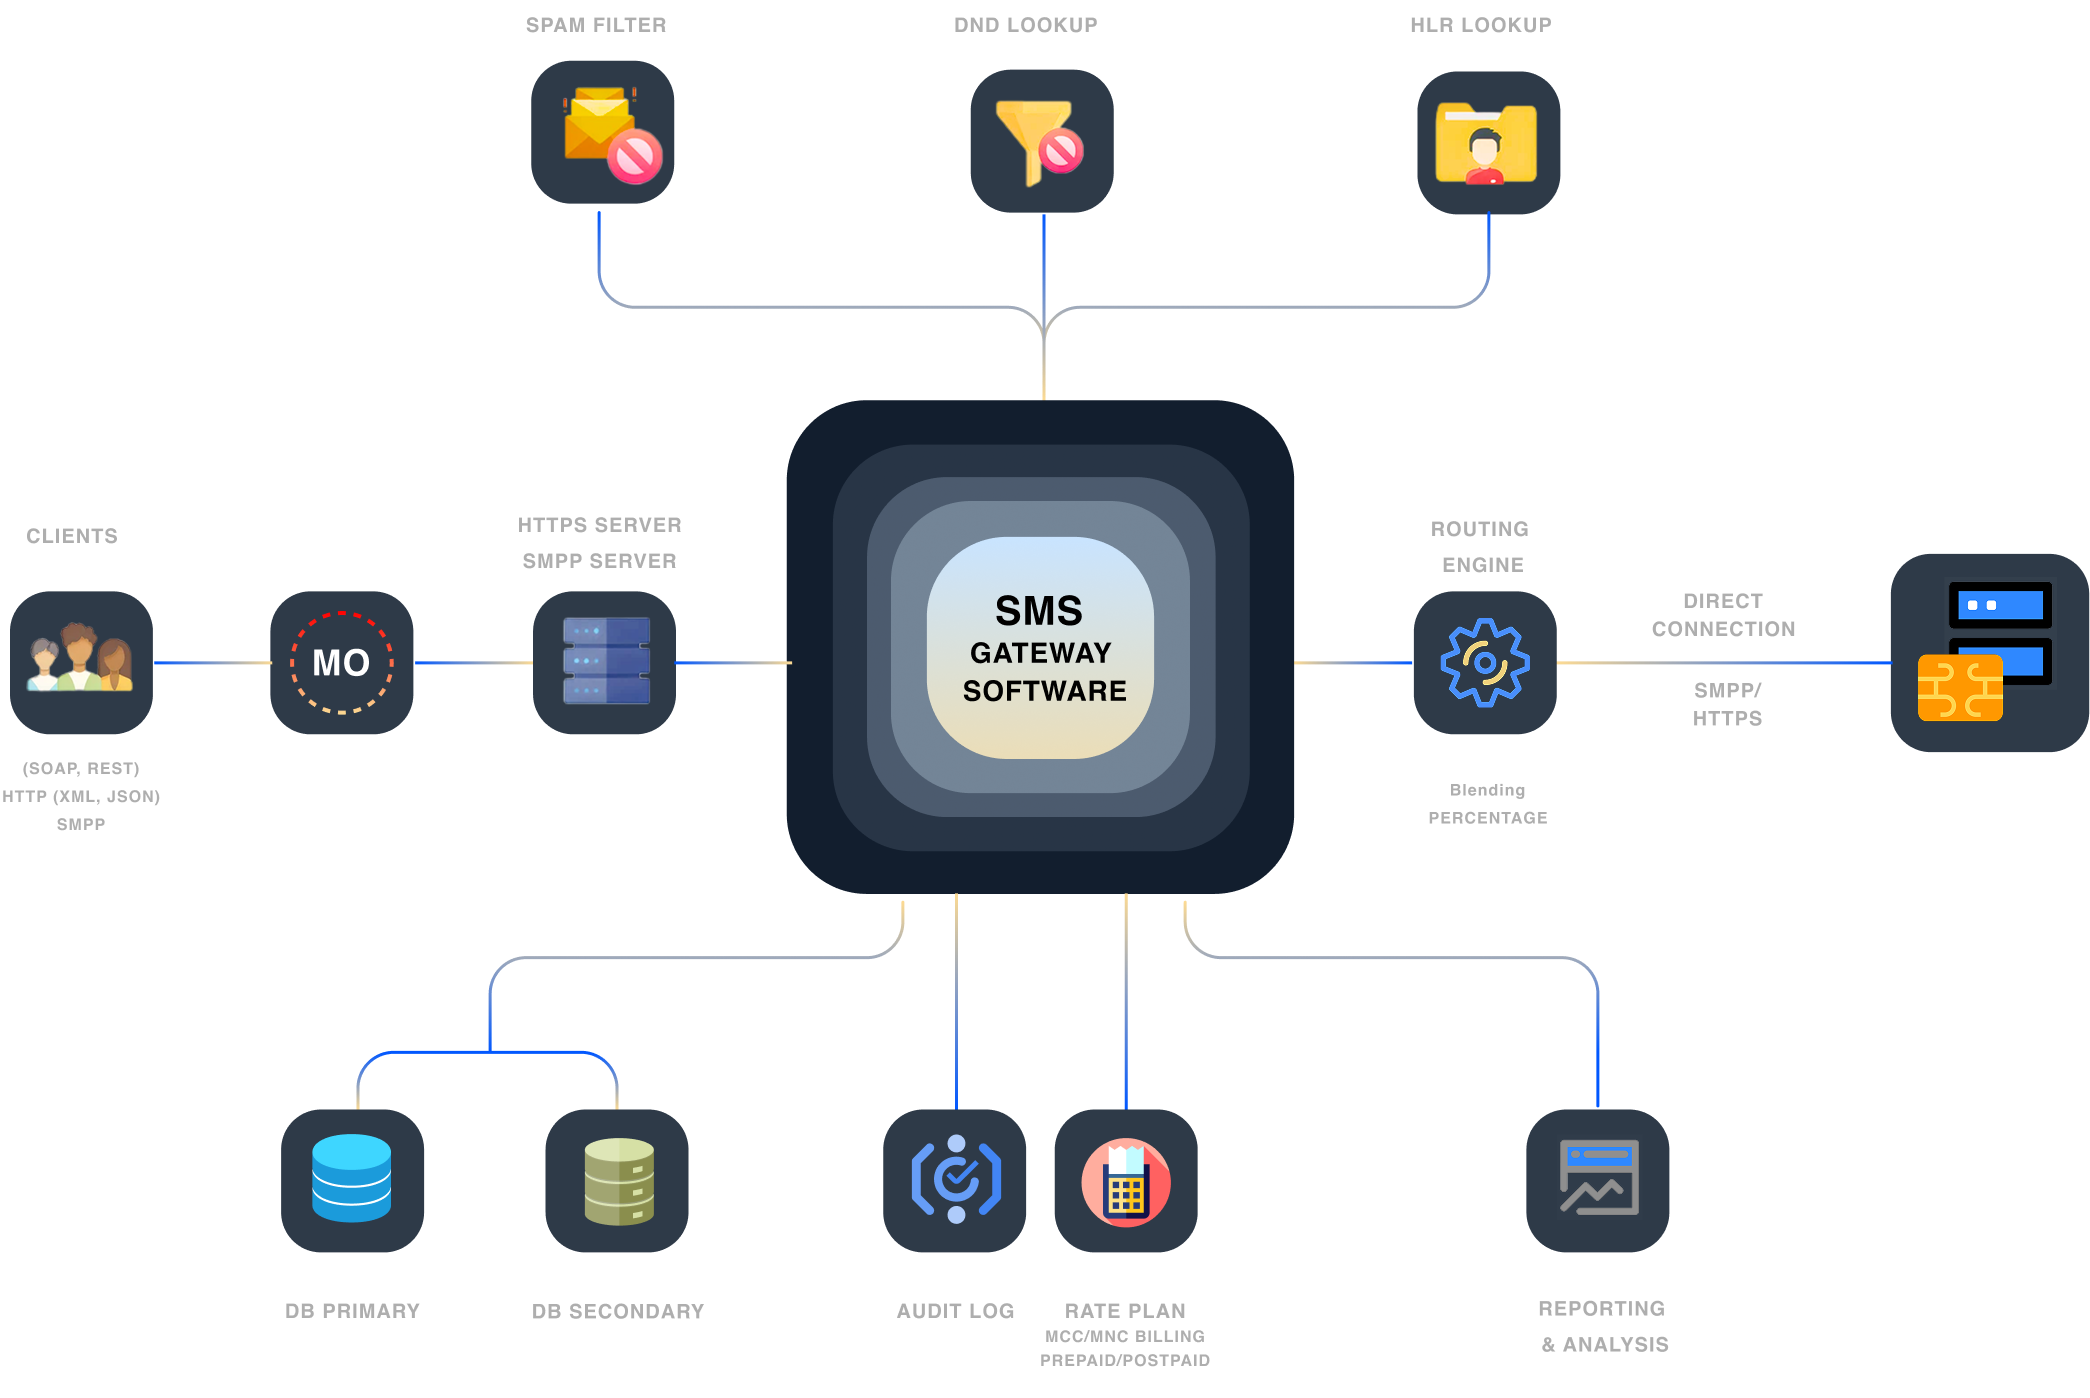 SPAM FILTER
DND LOOKUP
HLR LOOKUP
CLIENTS
(SOAP, REST)
HTTP (XML, JSON)
SMPP
MO
HTTPS SERVER
SMPP SERVER
SMS
GATEWAY
SOFTWARE
ROUTING
ENGINE
Blending
PERCENTAGE
DIRECT
CONNECTION
SMPP/
HTTPS
DB PRIMARY
DB SECONDARY
AUDIT LOG
RATE PLAN
MCC/MNC BILLING
PREPAID/POSTPAID
REPORTING
& ANALYSIS